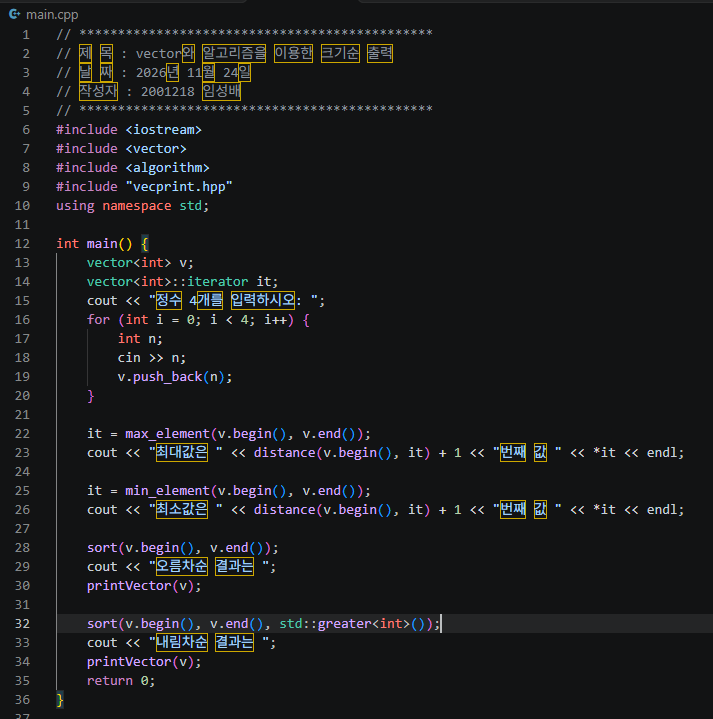 main.cpp
1 // **********************************************
2 // 제 목 : vector와 알고리즘을 이용한 크기순 출력
3 // 날 짜 : 2026년 11월 24일
4 // 작성자 : 2001218 임성배
5 // **********************************************
6 #include <iostream>
7 #include <vector>
8 #include <algorithm>
9 #include "vecprint.hpp"
10 using namespace std;
11
12 int main() {
13 vector<int> v;
14 vector<int>::iterator it;
15 cout << "정수 4개를 입력하시오: ";
16 for (int i = 0; i < 4; i++) {
17 int n;
18 cin >> n;
19 v.push_back(n);
20 }
21
22 it = max_element(v.begin(), v.end());
23 cout << "최대값은 " << distance(v.begin(), it) + 1 << "번째 값 " << *it << endl;
24
25 it = min_element(v.begin(), v.end());
26 cout << "최소값은 " << distance(v.begin(), it) + 1 << "번째 값 " << *it << endl;
27
28 sort(v.begin(), v.end());
29 cout << "오름차순 결과는 ";
30 printVector(v);
31
32 sort(v.begin(), v.end(), std::greater<int>());
33 cout << "내림차순 결과는 ";
34 printVector(v);
35 return 0;
36 }
37